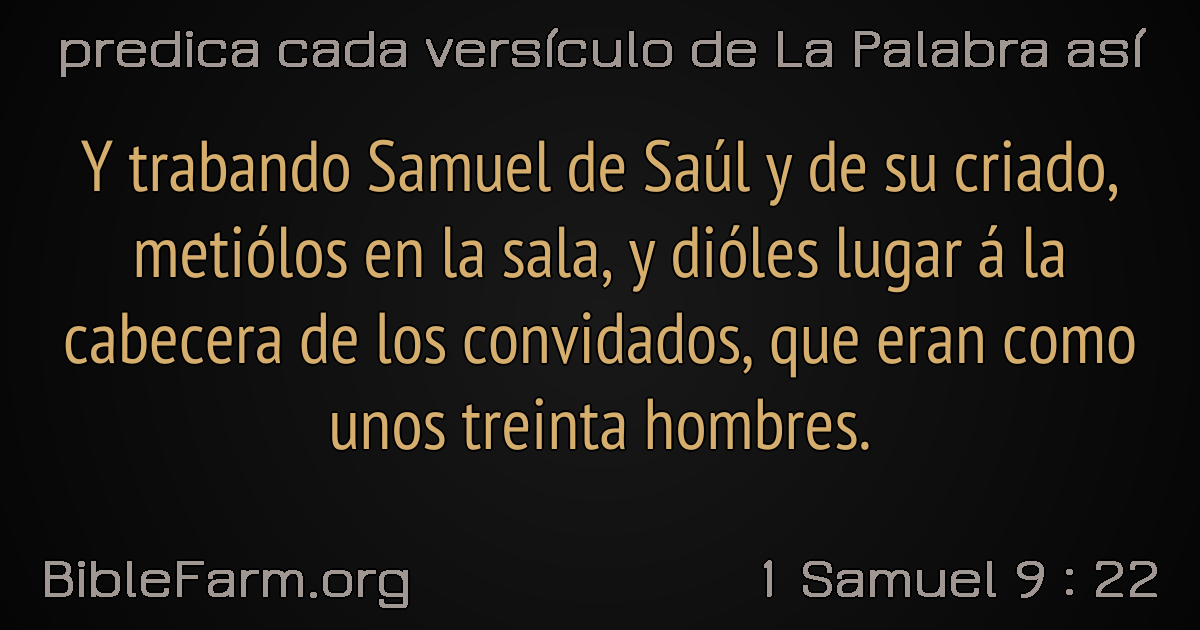 predica cada versículo de La Palabra así
Y trabando Samuel de Saúl y de su criado,
metiólos en la sala, y dióles lugar á la
cabecera de los convidados, que eran como
unos treinta hombres.
BibleFarm.org
1 Samuel 9 : 22